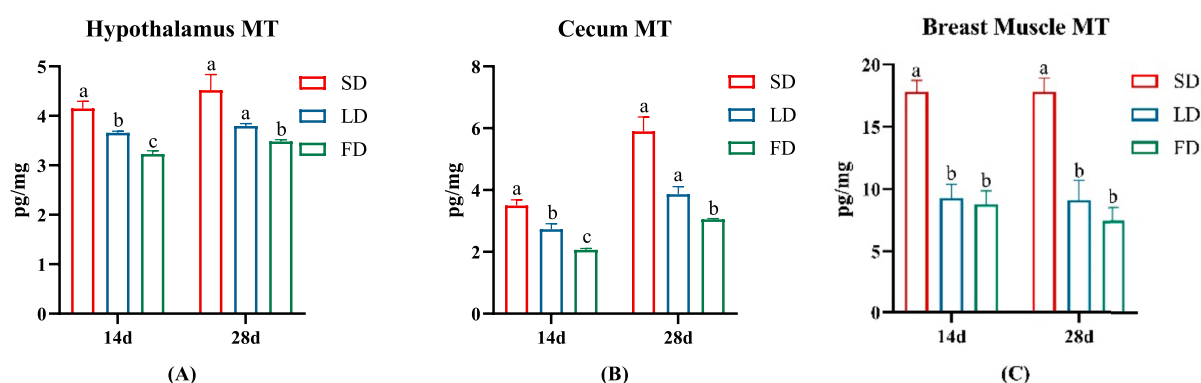 Hypothalamus MT
5
4
3
2
1
0
pg/mg
a
b
c
a
a
b
14d
28d
SD
LD
FD
(A)
Cecum MT
8
6
4
2
0
pg/mg
a
b
c
a
a
b
14d
28d
SD
LD
FD
(B)
Breast Muscle MT
20
15
10
5
0
pg/mg
a
b
b
a
b
b
14d
28d
SD
LD
FD
(C)